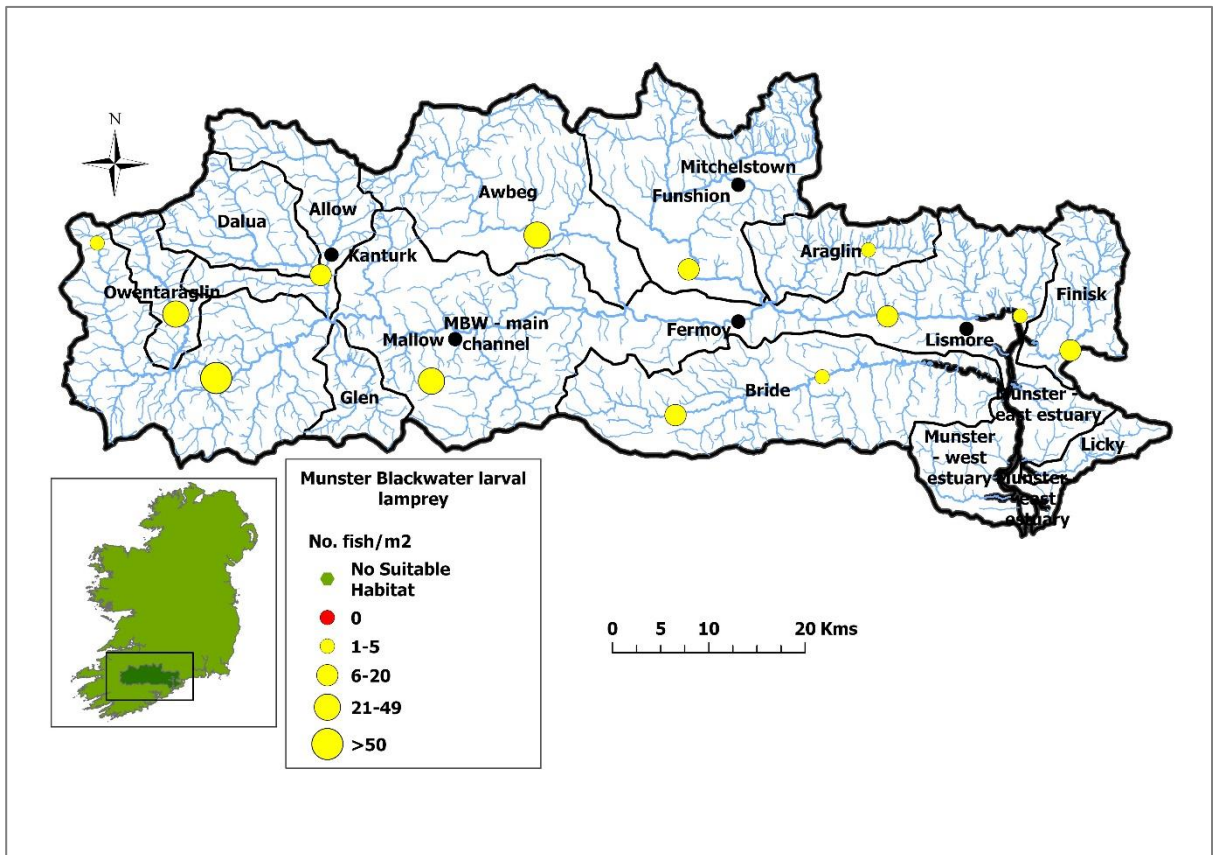 N
Mitchelstown
Funshion
Awbeg
Allow
Dalua
Kanturk
Araglin
Owentaraglin
Finisk
MBW - main
channel
Mallow
Fermoy
Lismore
Glen
Bride
Munster -
east estuary
Munster
- west
estuary
Licky
Munster -
east
estuary
Munster Blackwater larval
lamprey
No. fish/m2
No Suitable
Habitat
0
1-5
6-20
21-49
>50
0 5 10 20 Kms